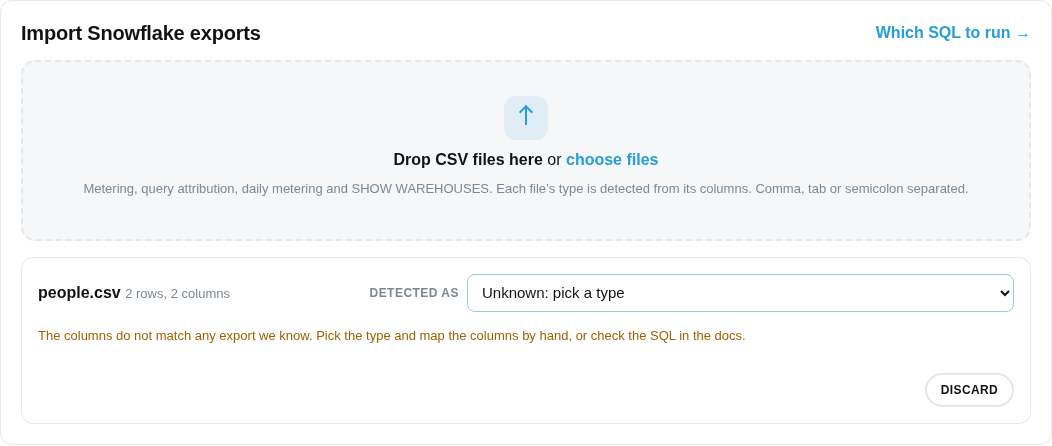 Import Snowflake exports
Which SQL to run →
Drop CSV files here or choose files
Metering, query attribution, daily metering and SHOW WAREHOUSES. Each file's type is detected from its columns. Comma, tab or semicolon separated.
people.csv 2 rows, 2 columns
DETECTED AS
Unknown: pick a type
The columns do not match any export we know. Pick the type and map the columns by hand, or check the SQL in the docs.
DISCARD